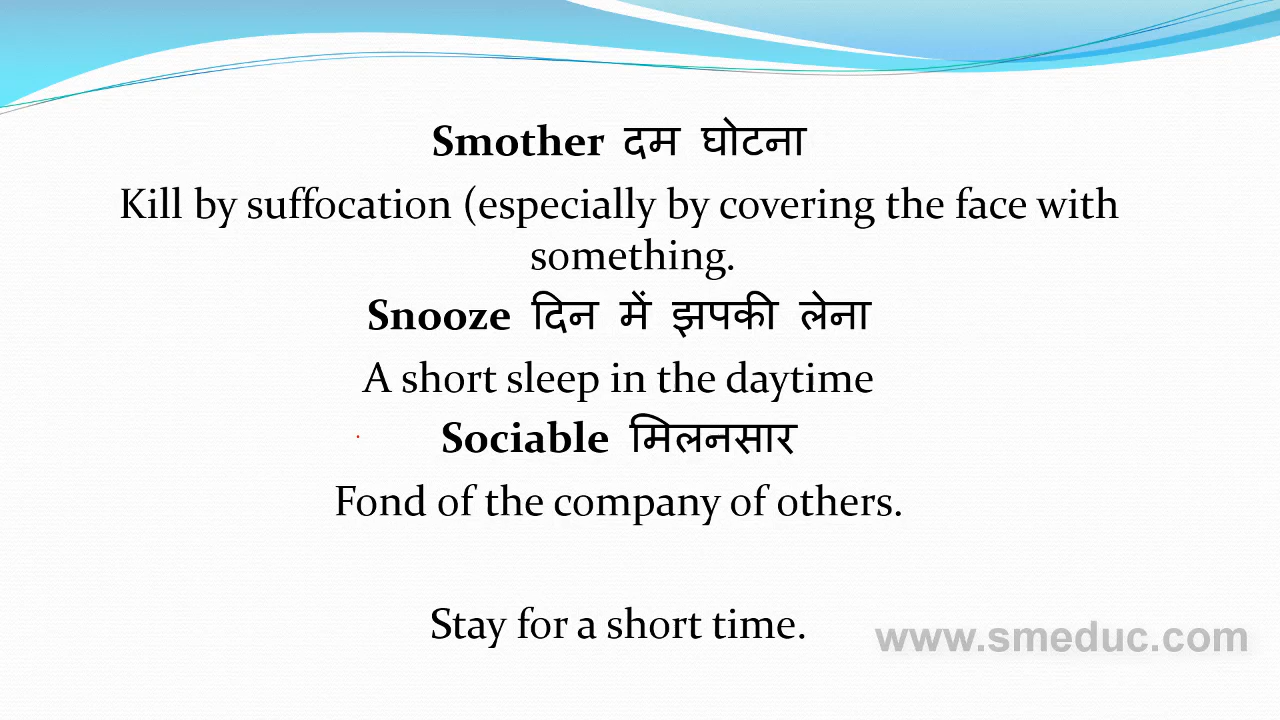 Smother दम घोटना
Kill by suffocation (especially by covering the face with
something.
Snooze दिन में झपकी लेना
A short sleep in the daytime
Sociable मिलनसार
Fond of the company of others.
Stay for a short time.
www.smeduc.com